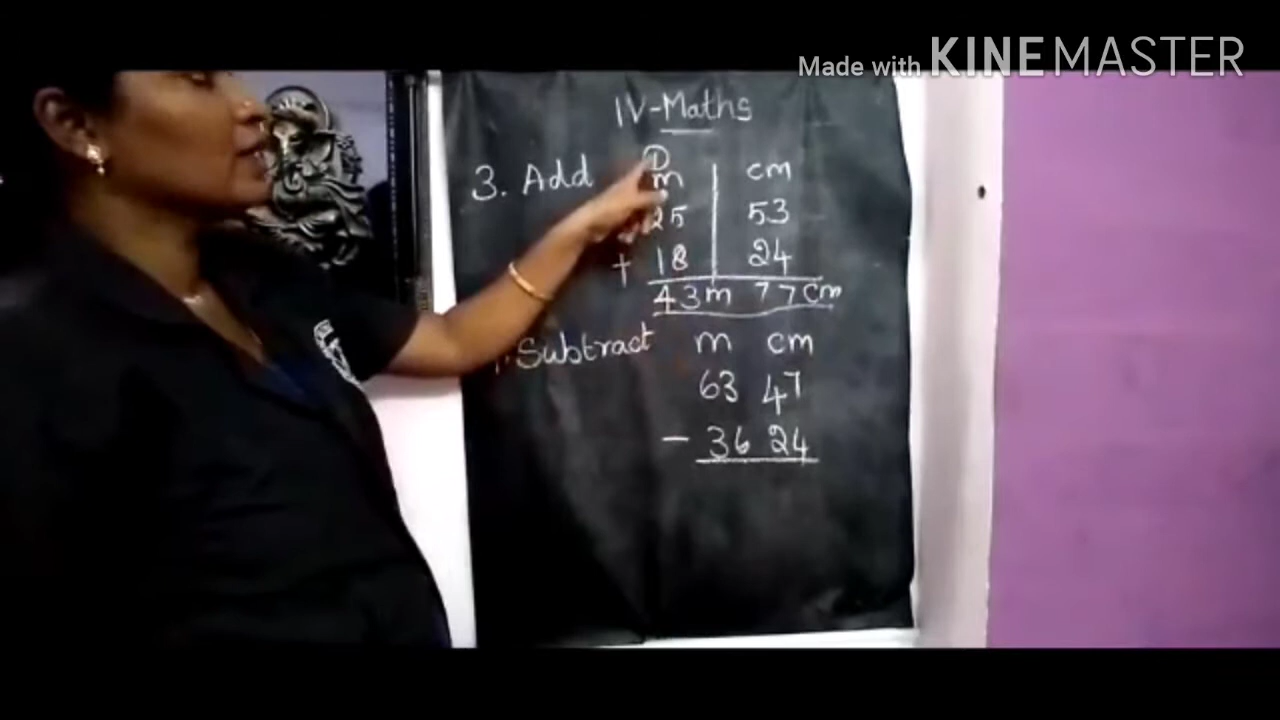 Made with KINEMASTER
IV-Maths
①
3. Add m cm
25 53
+ 18 24
43m 77cm
Subtract m cm
63 47
- 36 24